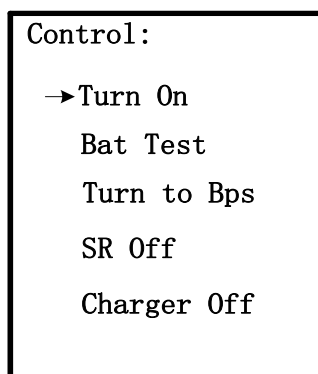 Control:
→Turn On
Bat Test
Turn to Bps
SR Off
Charger Off